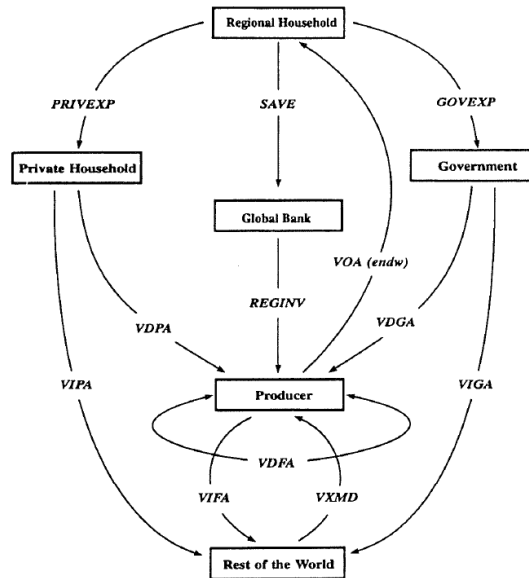 Regional Household
PRIVEXP
SAVE
GOVEXP
Private Household
Government
Global Bank
VOA (endw)
REGINV
VDPA
VDGA
VIPA
VIGA
Producer
VDFA
VIFA
VXMD
Rest of the World